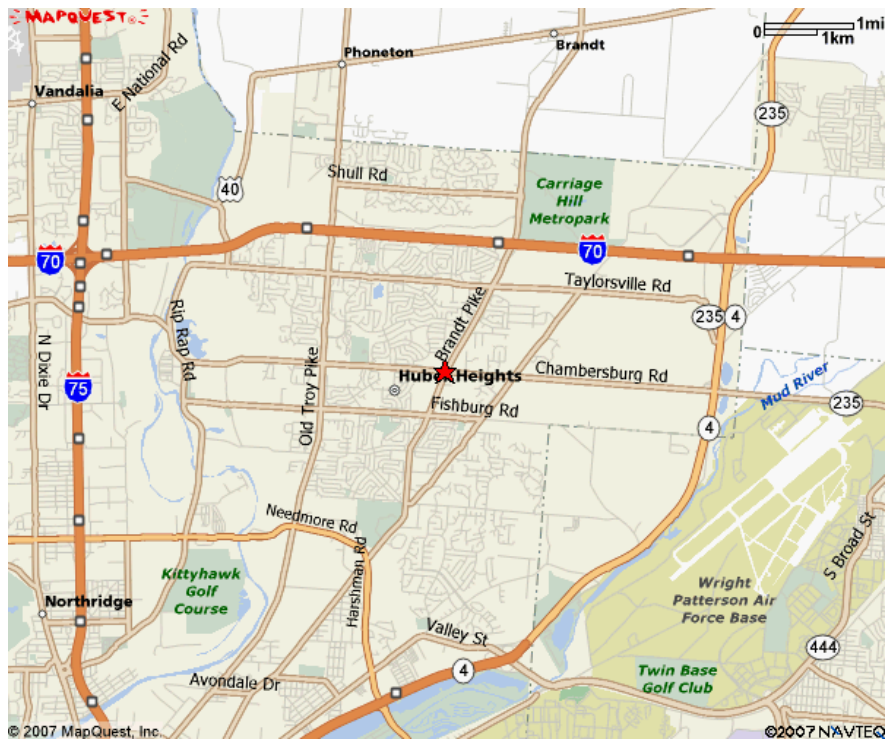 MAPQUEST
1mi
0
1km
E National Rd
Phoneton
Brandt
Vandalia
235
Shull Rd
40
Carriage
Hill
Metropark
70
70
Taylorsville Rd
Brandt Pike
235
4
Rip Rap Rd
N Dixie Dr
75
Old Troy Pike
Chambersburg Rd
Heights
Mud River
235
Fishburg Rd
4
Needmore Rd
Harshman Rd
S Broad St
Kittyhawk
Golf
Course
Wright
Patterson Air
Force Base
Northridge
Valley St
444
4
Twin Base
Golf Club
Avondale Dr
© 2007 MapQuest, Inc.
©2007 NAVTEQ